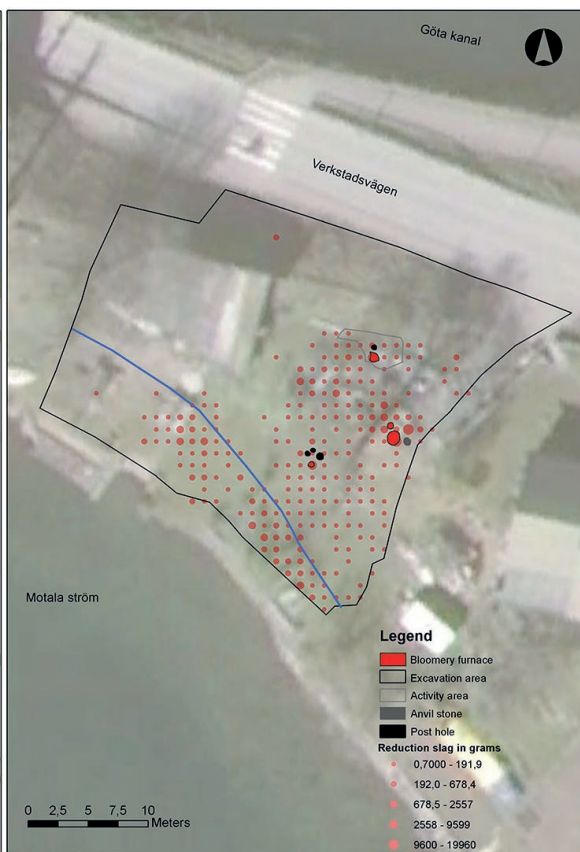 Göta kanal
Verkstadsvägen
Motala ström
Legend
Bloomery furnace
Excavation area
Activity area
Anvil stone
Post hole
Reduction slag in grams
0,7000 - 191,9
192,0 - 678,4
678,5 - 2557
2558 - 9599
9600 - 19960
0 2,5 5 7,5 10
Meters